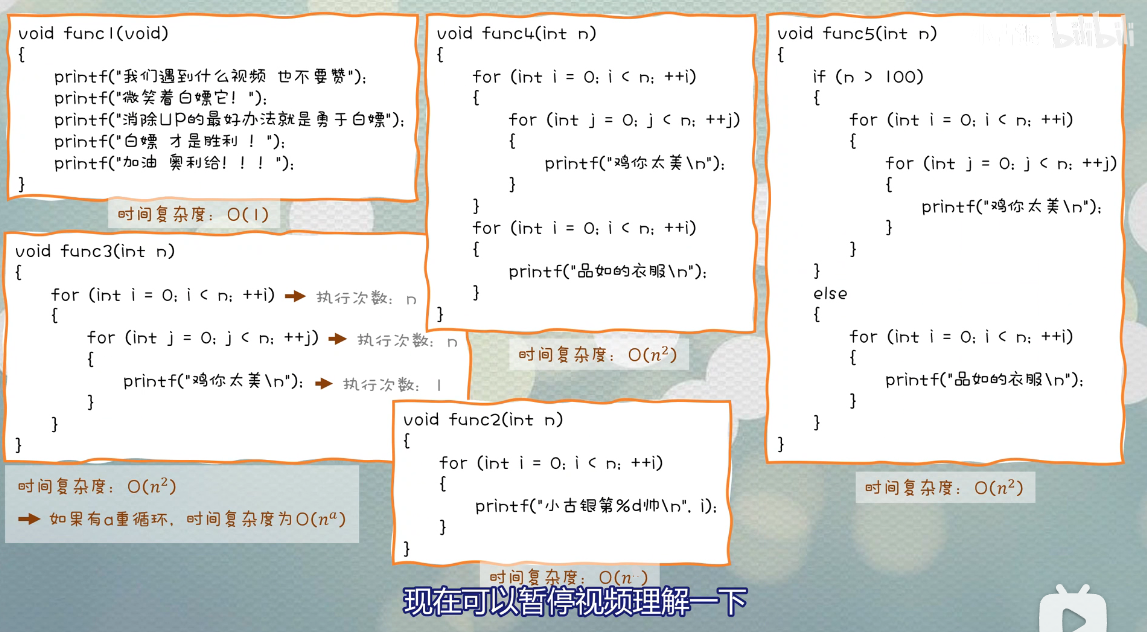 void func1(void)
{
printf("我们遇到什么视频 也不要赞");
printf("微笑着白嫖它！");
printf("消除UP的最好办法就是勇于白嫖");
printf("白嫖 才是胜利 ！");
printf("加油 奥利给！！！");
}
时间复杂度：O(1)
void func3(int n)
{
for (int i = 0; i < n; ++i) 执行次数：n
{
for (int j = 0; j < n; ++j) 执行次数：n
{
printf("鸡你太美\n"); 执行次数：1
}
}
}
时间复杂度：O(n²)
如果有a重循环，时间复杂度为O(nᵃ)
void func4(int n)
{
for (int i = 0; i < n; ++i)
{
for (int j = 0; j < n; ++j)
{
printf("鸡你太美\n");
}
}
for (int i = 0; i < n; ++i)
{
printf("品如的衣服\n");
}
}
时间复杂度：O(n²)
void func2(int n)
{
for (int i = 0; i < n; ++i)
{
printf("小古银第%d帅\n", i);
}
}
时间复杂度：O(n)
void func5(int n)
{
if (n > 100)
{
for (int i = 0; i < n; ++i)
{
for (int j = 0; j < n; ++j)
{
printf("鸡你太美\n");
}
}
}
else
{
for (int i = 0; i < n; ++i)
{
printf("品如的衣服\n");
}
}
}
时间复杂度：O(n²)
bilibili
现在可以暂停视频理解一下